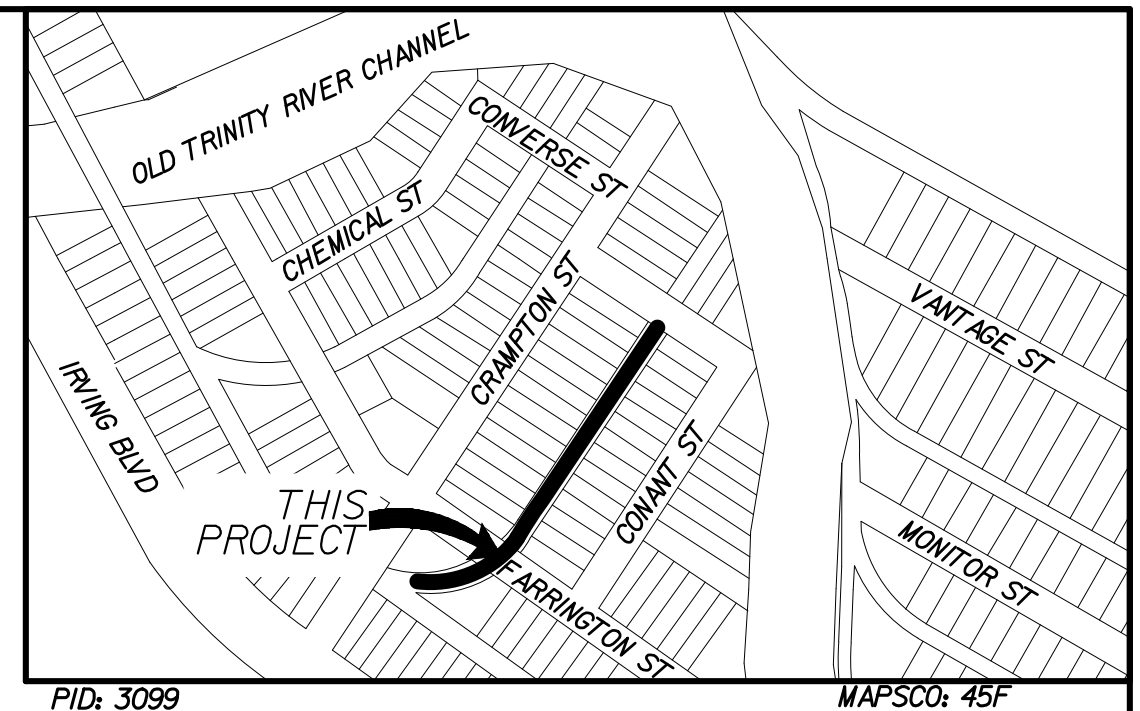 OLD TRINITY RIVER CHANNEL
CONVERSE ST
CHEMICAL ST
CRAMPTON ST
VANTAGE ST
IRVING BLVD
CONANT ST
THIS
PROJECT
MONITOR ST
FARRINGTON ST
PID: 3099
MAPSCO: 45F